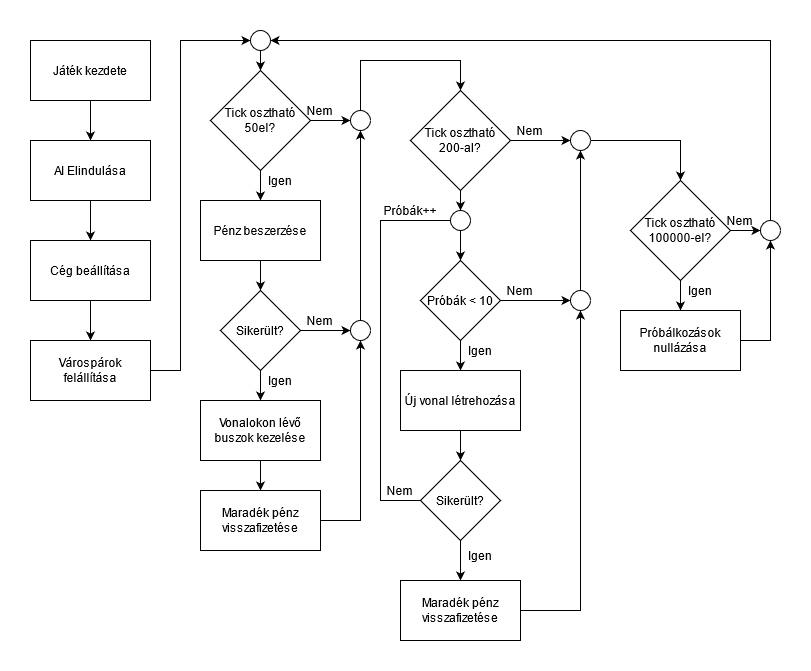 Játék kezdete
AI Elindulása
Cég beállítása
Várospárok
felállítása
Tick osztható
50el?
Nem
Igen
Pénz beszerzése
Sikerült?
Nem
Igen
Vonalokon lévő
buszok kezelése
Maradék pénz
visszafizetése
Tick osztható
200-al?
Nem
Próbák++
Próbák < 10
Nem
Igen
Új vonal létrehozása
Sikerült?
Nem
Igen
Maradék pénz
visszafizetése
Tick osztható
100000-el?
Nem
Igen
Próbálkozások
nullázása